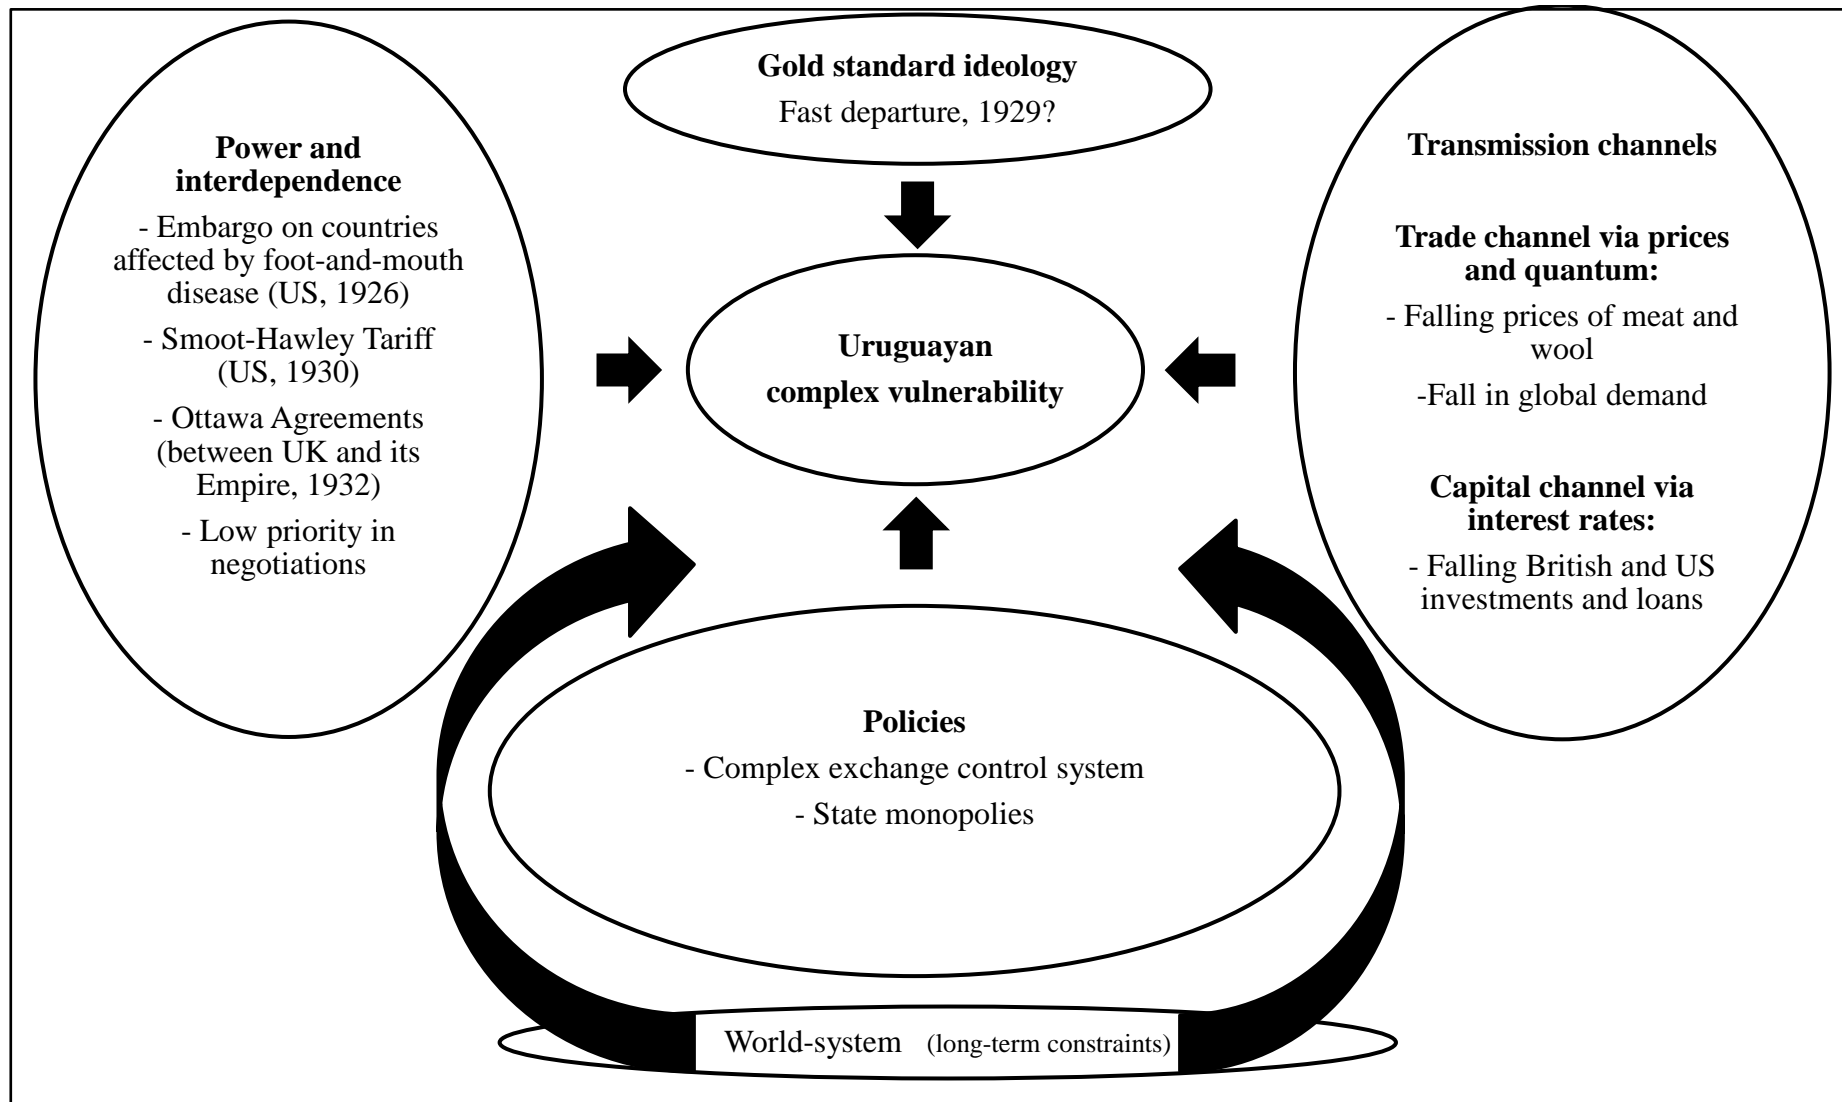 Gold standard ideology
Fast departure, 1929?
Power and
interdependence
- Embargo on countries
affected by foot-and-mouth
disease (US, 1926)
- Smoot-Hawley Tariff
(US, 1930)
- Ottawa Agreements
(between UK and its
Empire, 1932)
- Low priority in
negotiations
Uruguayan
complex vulnerability
Transmission channels
Trade channel via prices
and quantum:
- Falling prices of meat and
wool
-Fall in global demand
Capital channel via
interest rates:
- Falling British and US
investments and loans
Policies
- Complex exchange control system
- State monopolies
World-system (long-term constraints)